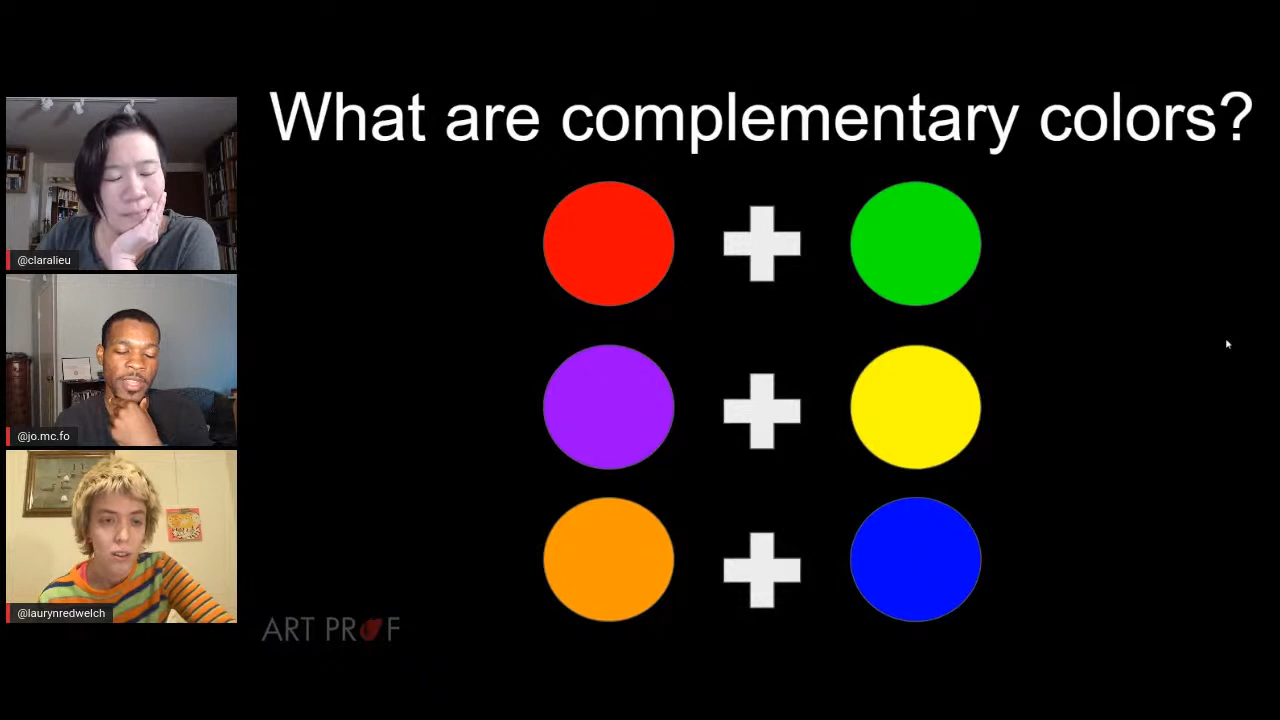 What are complementary colors?
@claralieu
@jo.mc.fo
@laurynredwelch
ART PROF